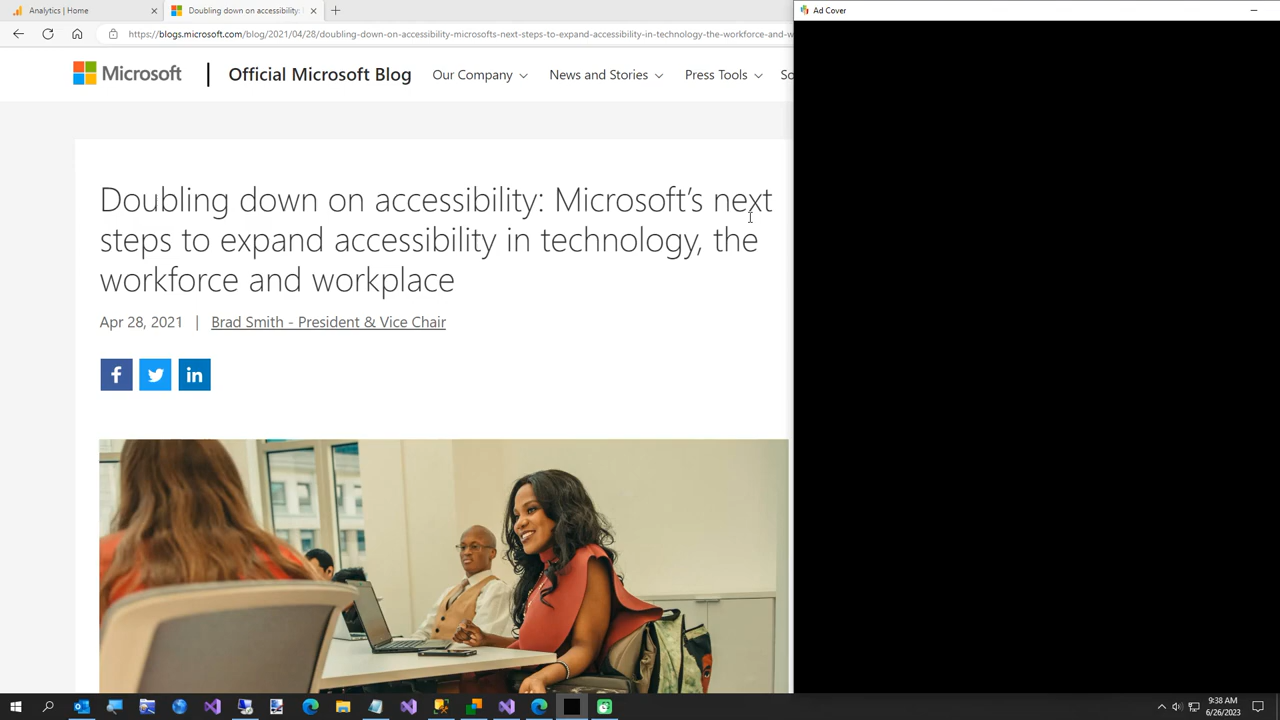 Analytics | Home
Doubling down on accessibility:
Ad Cover
https://blogs.microsoft.com/blog/2021/04/28/doubling-down-on-accessibility-microsofts-next-steps-to-expand-accessibility-in-technology-the-workforce-and-w
Microsoft | Official Microsoft Blog Our Company News and Stories Press Tools So
Doubling down on accessibility: Microsoft's next
steps to expand accessibility in technology, the
workforce and workplace
Apr 28, 2021 | Brad Smith - President & Vice Chair
9:38 AM
6/26/2023